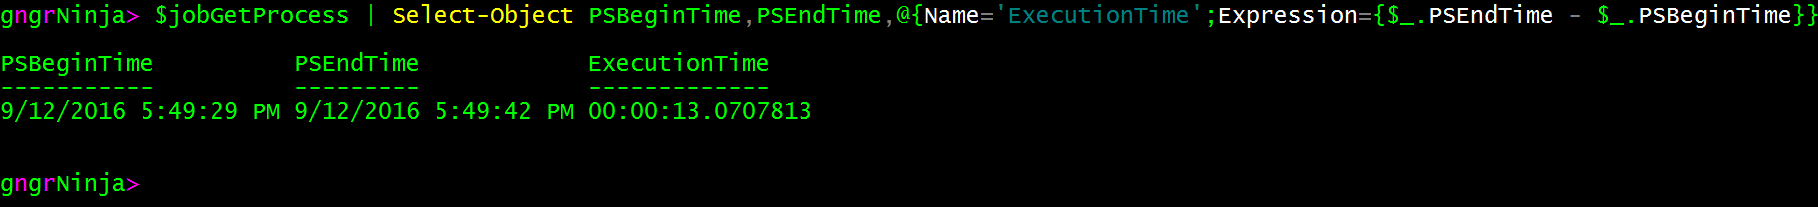 gngrNinja> $jobGetProcess | Select-Object PSBeginTime,PSEndTime,@{Name='ExecutionTime';Expression={$_.PSEndTime - $_.PSBeginTime}}
PSBeginTime PSEndTime ExecutionTime
----------- --------- -------------
9/12/2016 5:49:29 PM 9/12/2016 5:49:42 PM 00:00:13.0707813
gngrNinja>